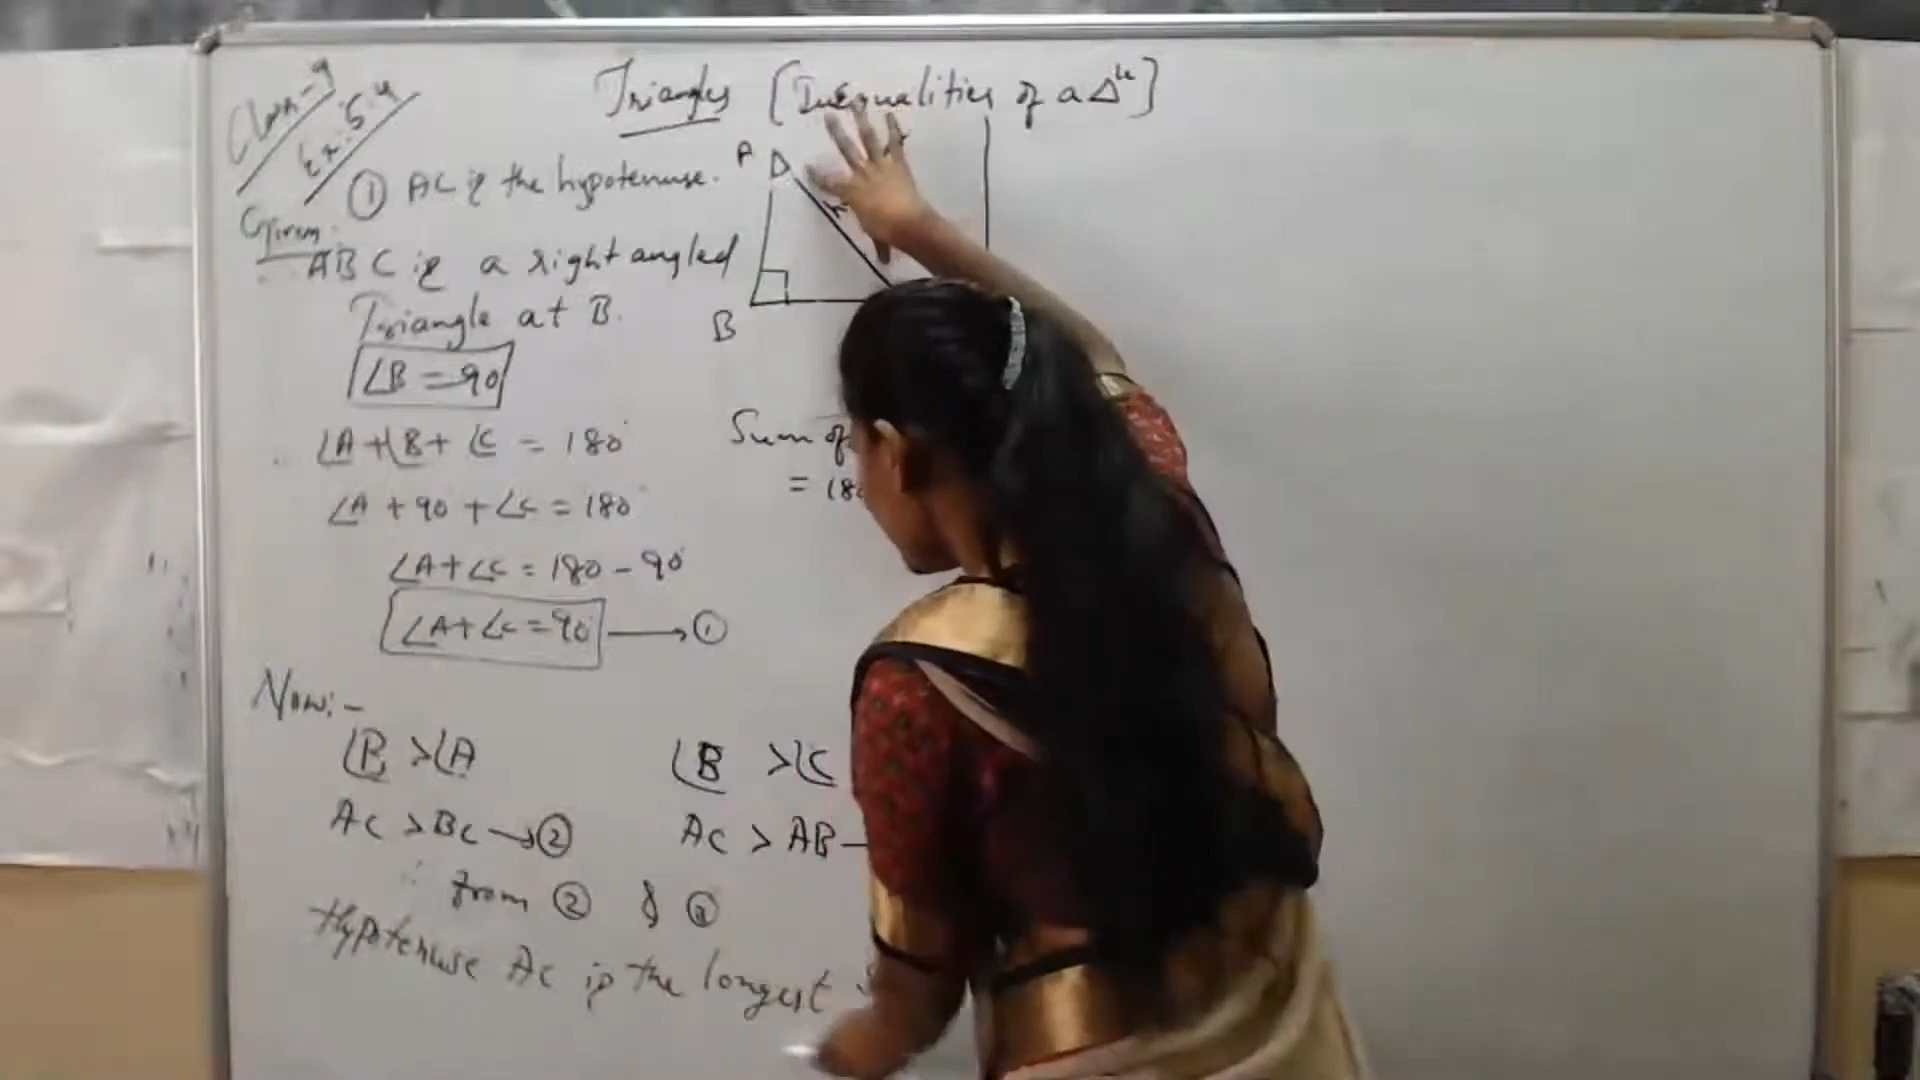 Class-9
Ex:5.4
Triangles [Inequalities of a Δle]
① AC is the hypotenuse.
Given:
ABC is a right angled
Triangle at B.
∠B = 90
∠A + ∠B + ∠C = 180°
∠A + 90 + ∠C = 180°
∠A + ∠C = 180 - 90°
∠A + ∠C = 90° → ①
A
h
B
Sum of
= 18
Now:-
∠B > ∠A ∠B > ∠C
AC > BC → ② AC > AB
∴ from ② & ③
Hypotenuse AC is the longest